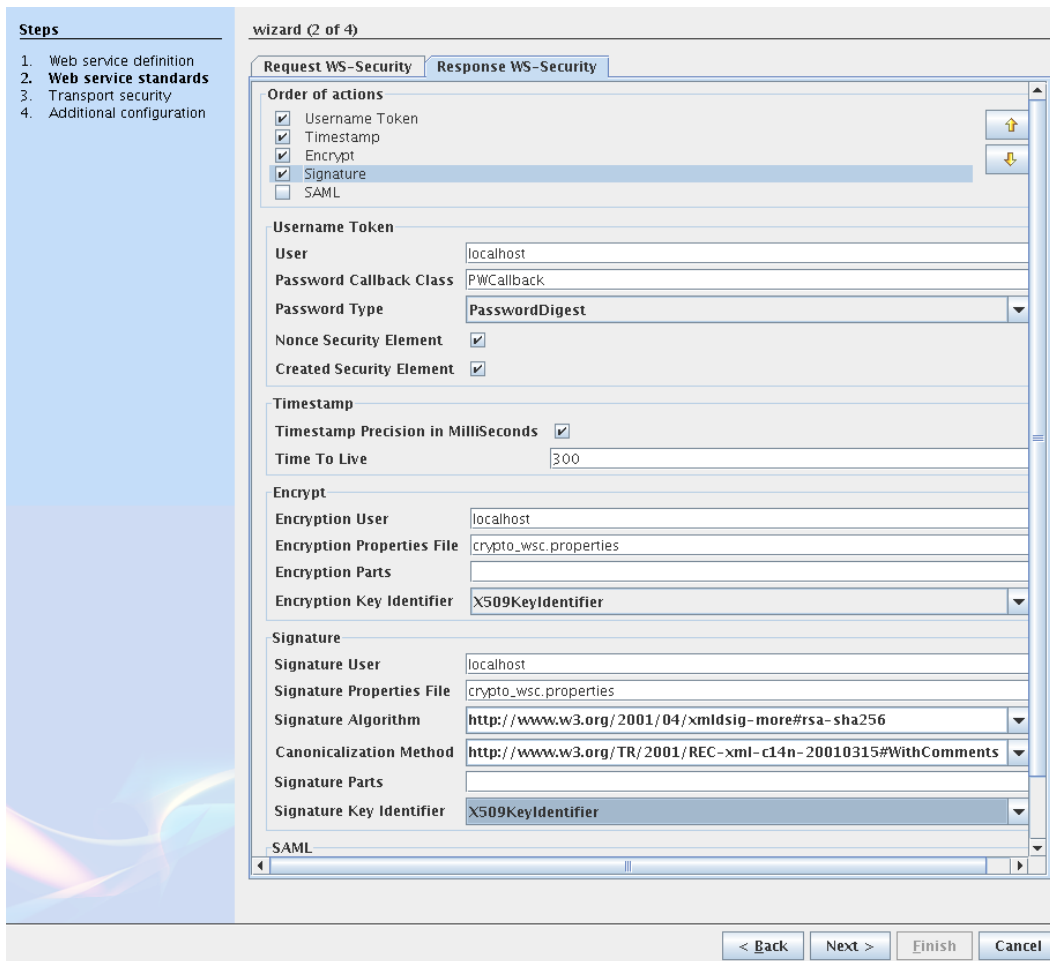 Steps
1. Web service definition
2. Web service standards
3. Transport security
4. Additional configuration
wizard (2 of 4)
Request WS-Security
Response WS-Security
Order of actions
Username Token
Timestamp
Encrypt
Signature
SAML
Username Token
User localhost
Password Callback Class PWCallback
Password Type PasswordDigest
Nonce Security Element
Created Security Element
Timestamp
Timestamp Precision in MilliSeconds
Time To Live 300
Encrypt
Encryption User localhost
Encryption Properties File crypto_wsc.properties
Encryption Parts
Encryption Key Identifier X509KeyIdentifier
Signature
Signature User localhost
Signature Properties File crypto_wsc.properties
Signature Algorithm http://www.w3.org/2001/04/xmldsig-more#rsa-sha256
Canonicalization Method http://www.w3.org/TR/2001/REC-xml-c14n-20010315#WithComments
Signature Parts
Signature Key Identifier X509KeyIdentifier
SAML
< Back Next > Finish Cancel